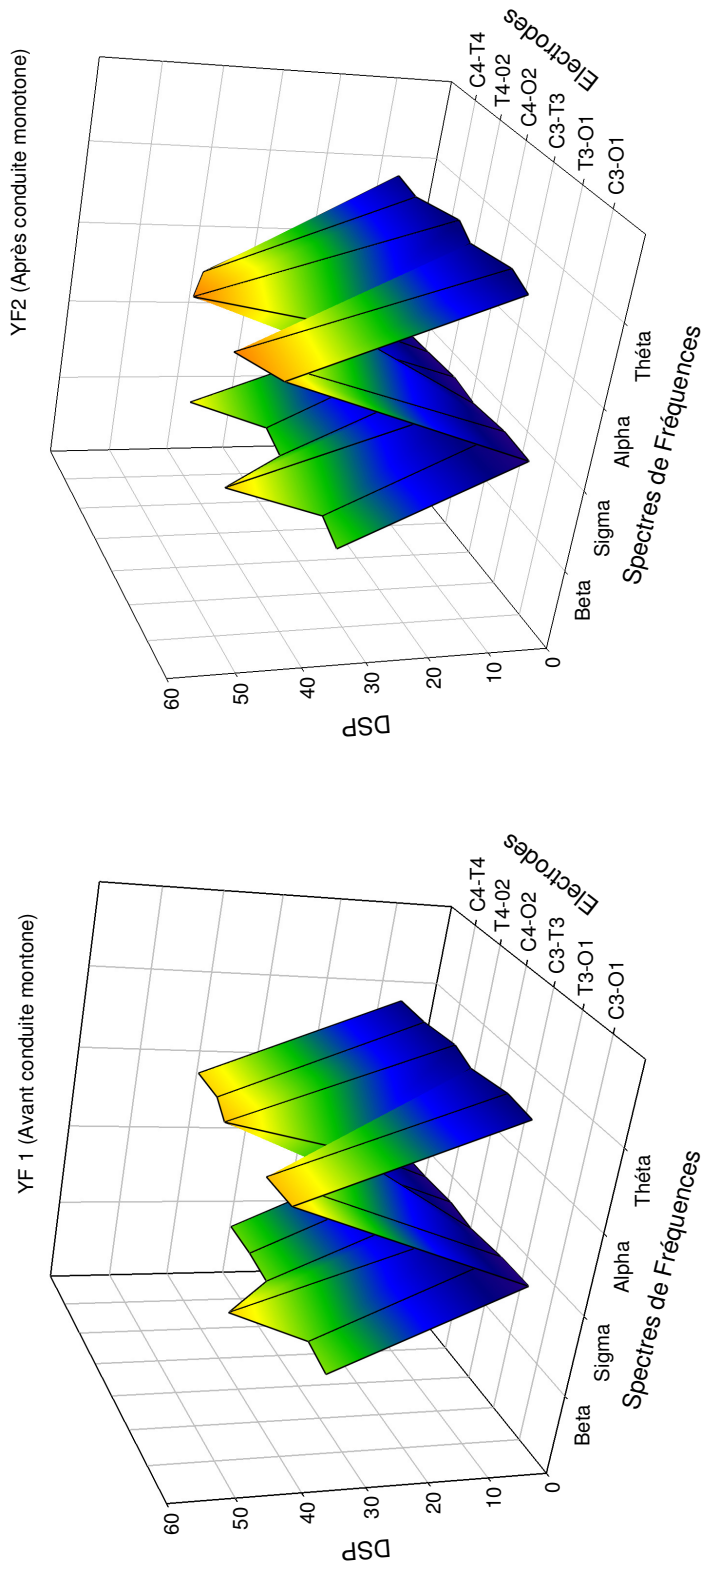 YF 1 (Avant conduite montone)
60
50
40
30
20
10
0
DSP
Beta
Sigma
Alpha
Théta
Spectres de Fréquences
C3-O1
T3-O1
C3-T3
C4-O2
T4-02
C4-T4
Electrodes
YF2 (Après conduite monotone)
60
50
40
30
20
10
0
DSP
Beta
Sigma
Alpha
Théta
Spectres de Fréquences
C3-O1
T3-O1
C3-T3
C4-O2
T4-02
C4-T4
Electrodes